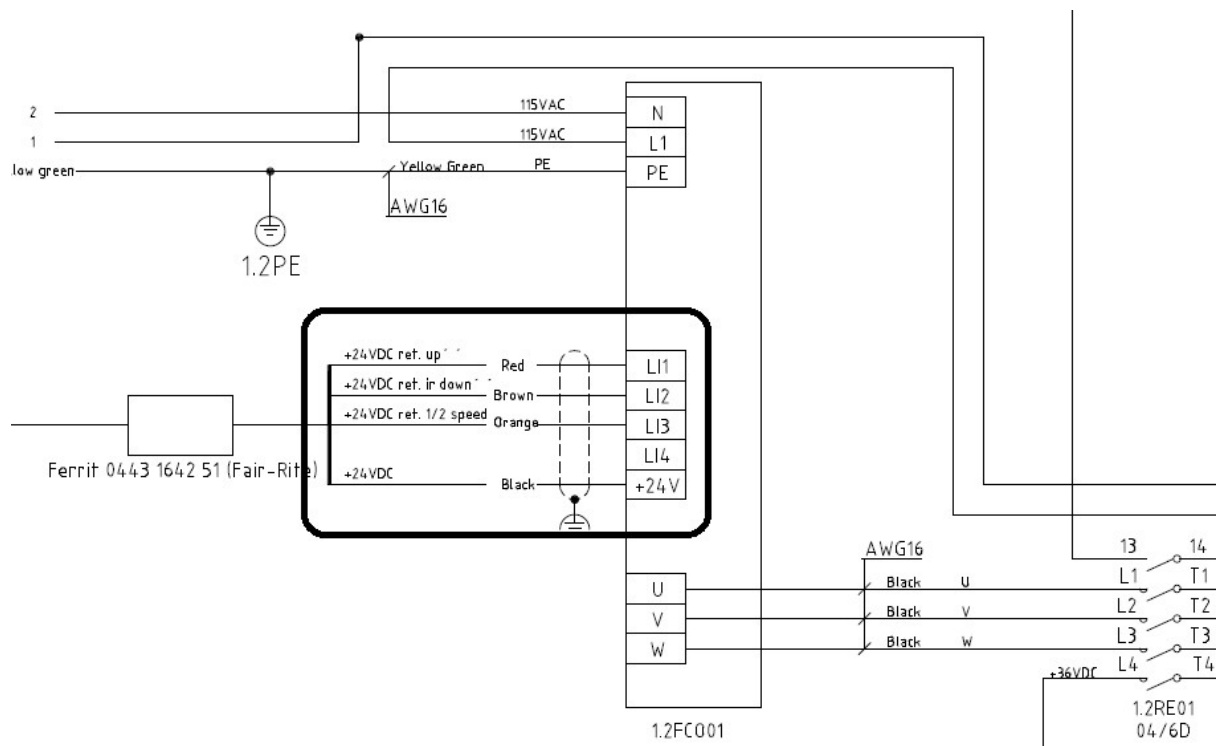 2 115VAC N
1 115VAC L1
low green Yellow Green PE PE
AWG16
1.2PE
+24VDC ret. up´´ Red LI1
+24VDC ret. ir down´´ Brown LI2
+24VDC ret. 1/2 speed Orange LI3
LI4
Ferrit 0443 1642 51 (Fair-Rite) +24VDC Black +24V
AWG16 13 14
U Black U L1 T1
V Black V L2 T2
W Black W L3 T3
+36VDC L4 T4
1.2FC001 1.2RE01
04/6D